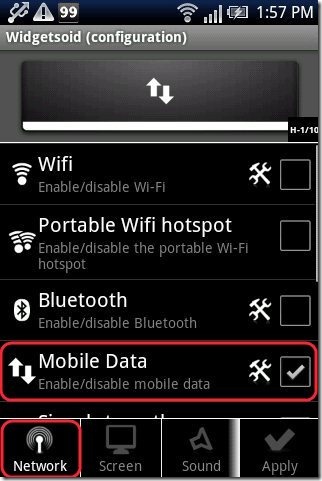 99 1:57 PM
Widgetsoid (configuration)
H-1/10
Wifi
Enable/disable Wi-Fi
Portable Wifi hotspot
Enable/disable the portable Wi-Fi
hotspot
Bluetooth
Enable/disable Bluetooth
Mobile Data
Enable/disable mobile data
Network Screen Sound Apply